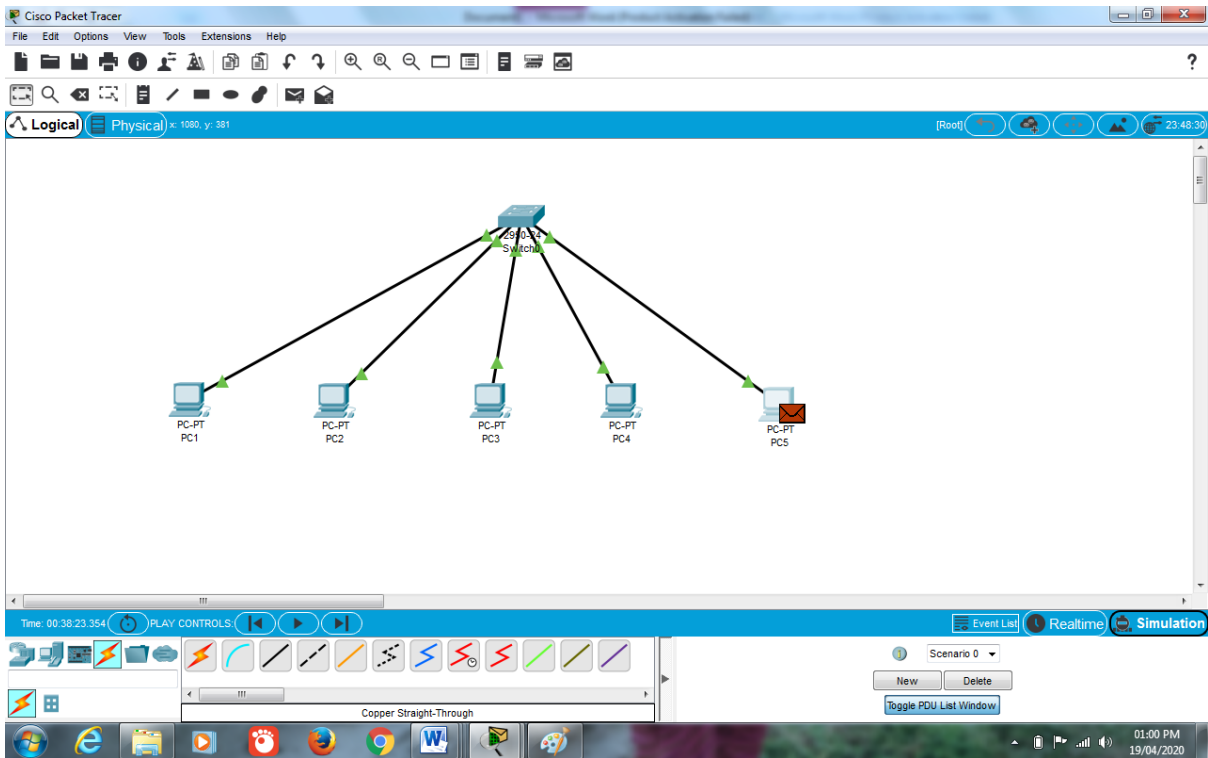 Cisco Packet Tracer
File Edit Options View Tools Extensions Help
?
Logical Physical x: 1080, y: 381 [Root] 23:48:30
2950-24
Switch0
PC-PT
PC1
PC-PT
PC2
PC-PT
PC3
PC-PT
PC4
PC-PT
PC5
Time: 00:38:23.354 PLAY CONTROLS: Event List Realtime Simulation
Scenario 0
New Delete
Toggle PDU List Window
Copper Straight-Through
01:00 PM
19/04/2020